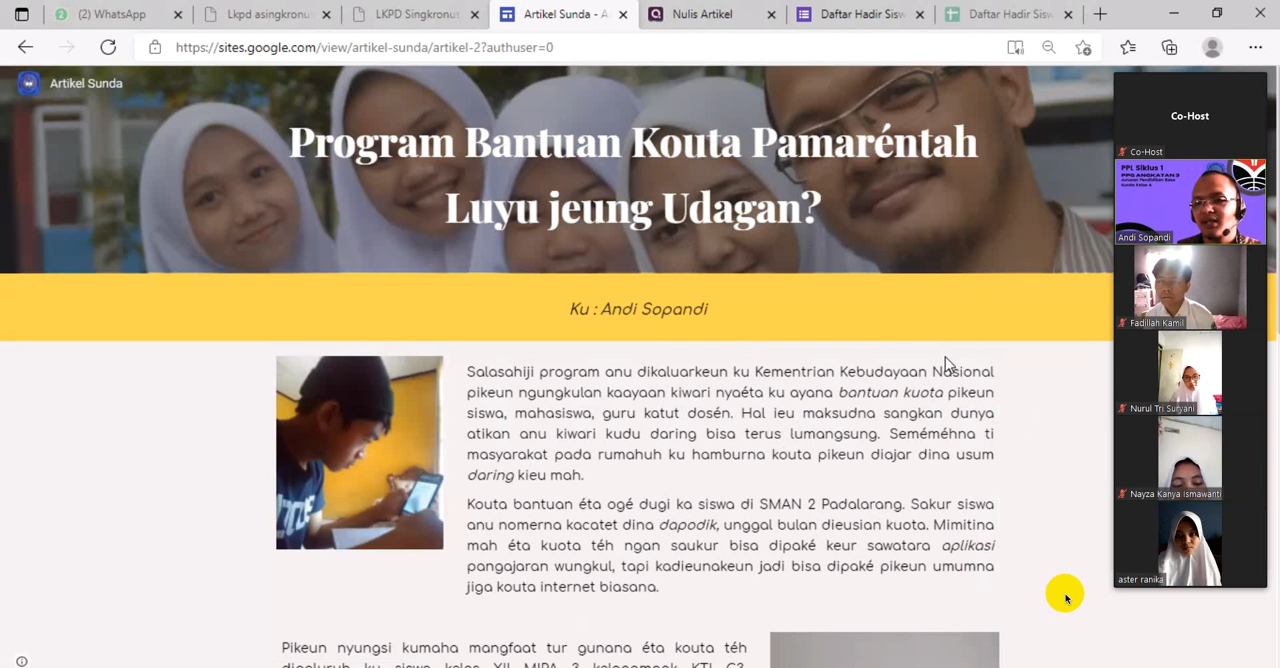 (2) WhatsApp
Lkpd asingkronus
LKPD Singkronus
Artikel Sunda - A
Nulis Artikel
Daftar Hadir Sisw
Daftar Hadir Sisw
https://sites.google.com/view/artikel-sunda/artikel-2?authuser=0
Artikel Sunda
Program Bantuan Kouta Pamaréntah
Luyu jeung Udagan?
Ku : Andi Sopandi
Salasahiji program anu dikaluarkeun ku Kementrian Kebudayaan Nasional
pikeun ngungkulan kaayaan kiwari nyaéta ku ayana bantuan kuota pikeun
siswa, mahasiswa, guru katut dosén. Hal ieu maksudna sangkan dunya
atikan anu kiwari kudu daring bisa terus lumangsung. Seméméhna ti
masyarakat pada rumahuh ku hamburna kouta pikeun diajar dina usum
daring kieu mah.
Kouta bantuan éta ogé dugi ka siswa di SMAN 2 Padalarang. Sakur siswa
anu nomerna kacatet dina dapodik, unggal bulan dieusian kuota. Mimitina
mah éta kuota téh ngan saukur bisa dipaké keur sawatara aplikasi
pangajaran wungkul, tapi kadieunakeun jadi bisa dipaké pikeun umumna
jiga kouta internet biasana.
Pikeun nyungsi kumaha mangfaat tur gunana éta kouta téh
Co-Host
Co-Host
PPL Siklus 1
PPG ANGKATAN 3
Andi Sopandi
Fadillah Kamil
Nurul Tri Suryani
Nayza Kanya Ismawanti
aster ranika